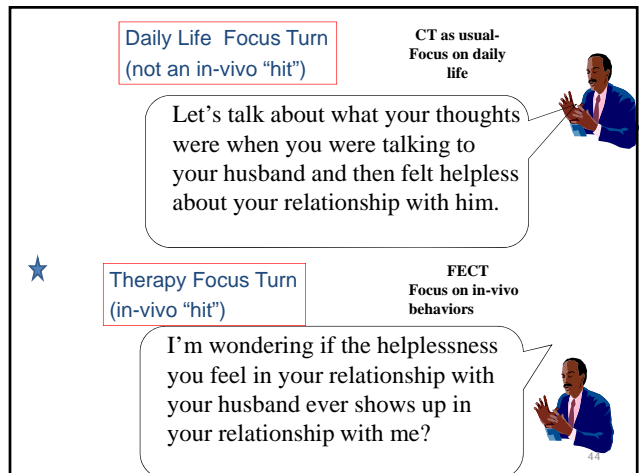 Daily Life Focus Turn
(not an in-vivo “hit”)
CT as usual-
Focus on daily
life
Let’s talk about what your thoughts
were when you were talking to
your husband and then felt helpless
about your relationship with him.
Therapy Focus Turn
(in-vivo “hit”)
FECT
Focus on in-vivo
behaviors
I’m wondering if the helplessness
you feel in your relationship with
your husband ever shows up in
your relationship with me?
44